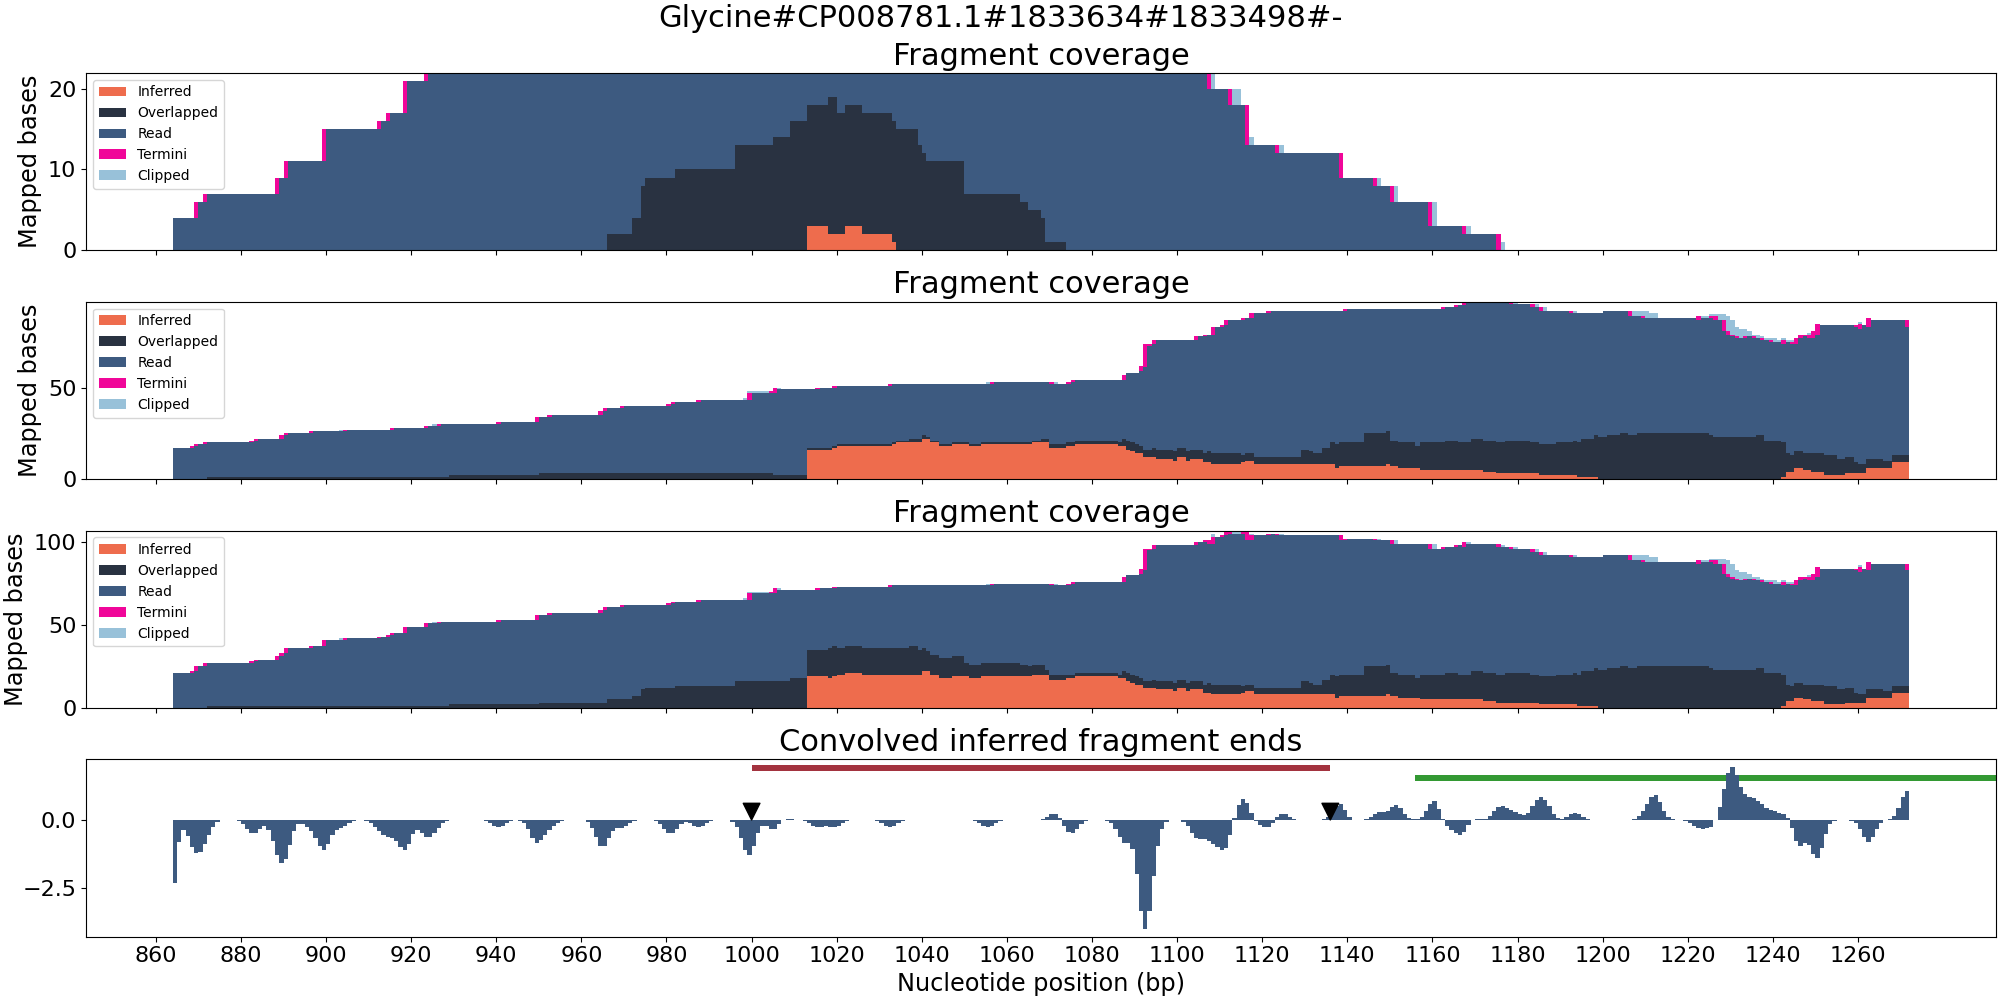 Glycine#CP008781.1#1833634#1833498#-
Fragment coverage
Mapped bases
20
10
0
Inferred
Overlapped
Read
Termini
Clipped
Fragment coverage
Mapped bases
50
0
Inferred
Overlapped
Read
Termini
Clipped
Fragment coverage
Mapped bases
100
50
0
Inferred
Overlapped
Read
Termini
Clipped
Convolved inferred fragment ends
0.0
−2.5
860 880 900 920 940 960 980 1000 1020 1040 1060 1080 1100 1120 1140 1160 1180 1200 1220 1240 1260
Nucleotide position (bp)